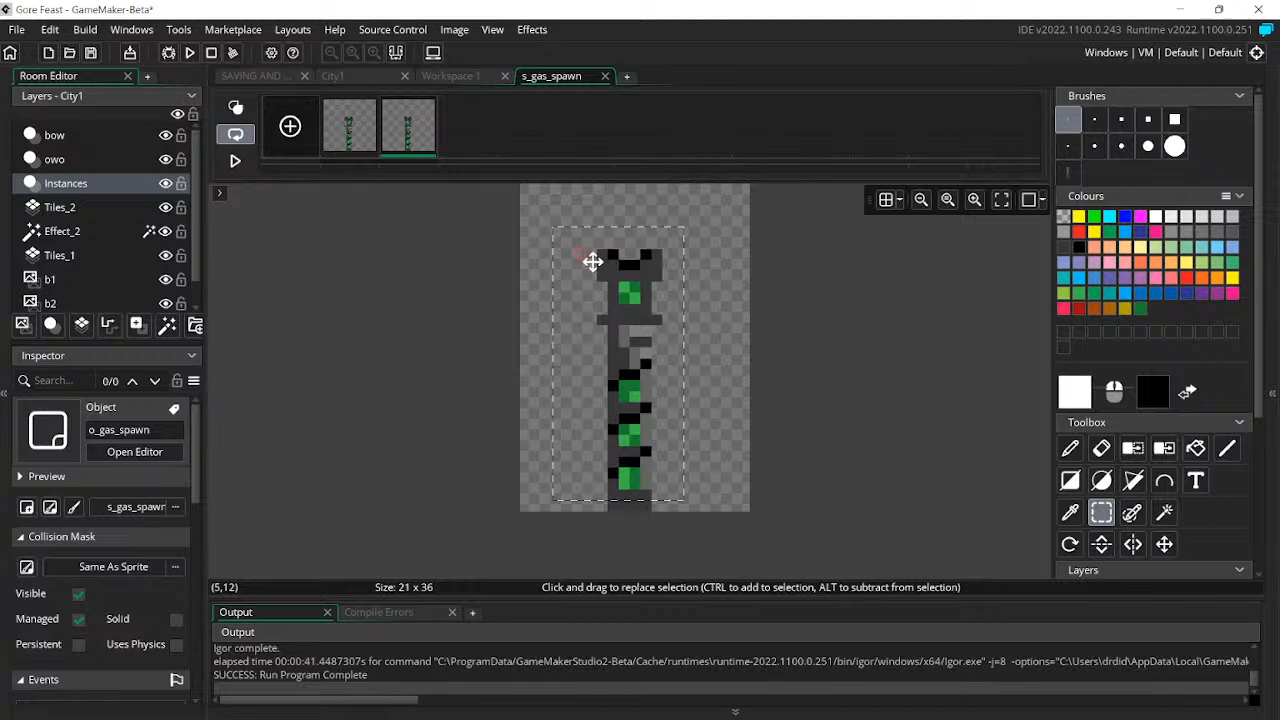 Gore Feast - GameMaker-Beta*
File Edit Build Windows Tools Marketplace Layouts Help Source Control Image View Effects
IDE v2022.1100.0.243 Runtime v2022.1100.0.251
Windows | VM | Default | Default
Room Editor
SAVING AND ...
City1
Workspace 1
s_gas_spawn
Layers - City1
bow
owo
Instances
Tiles_2
Effect_2
Tiles_1
b1
b2
Inspector
Search...
0/0
Object
o_gas_spawn
Open Editor
Preview
s_gas_spawn
Collision Mask
Same As Sprite
Visible
Managed
Solid
Persistent
Uses Physics
Events
Brushes
Colours
Toolbox
Layers
(5,12)
Size: 21 x 36
Click and drag to replace selection (CTRL to add to selection, ALT to subtract from selection)
Output
Compile Errors
Output
Igor complete.
elapsed time 00:00:41.4487307s for command "C:\ProgramData/GameMakerStudio2-Beta/Cache/runtimes\runtime-2022.1100.0.251/bin/igor/windows/x64/Igor.exe" -j=8 -options="C:\Users\drdid\AppData\Local\GameMak
SUCCESS: Run Program Complete